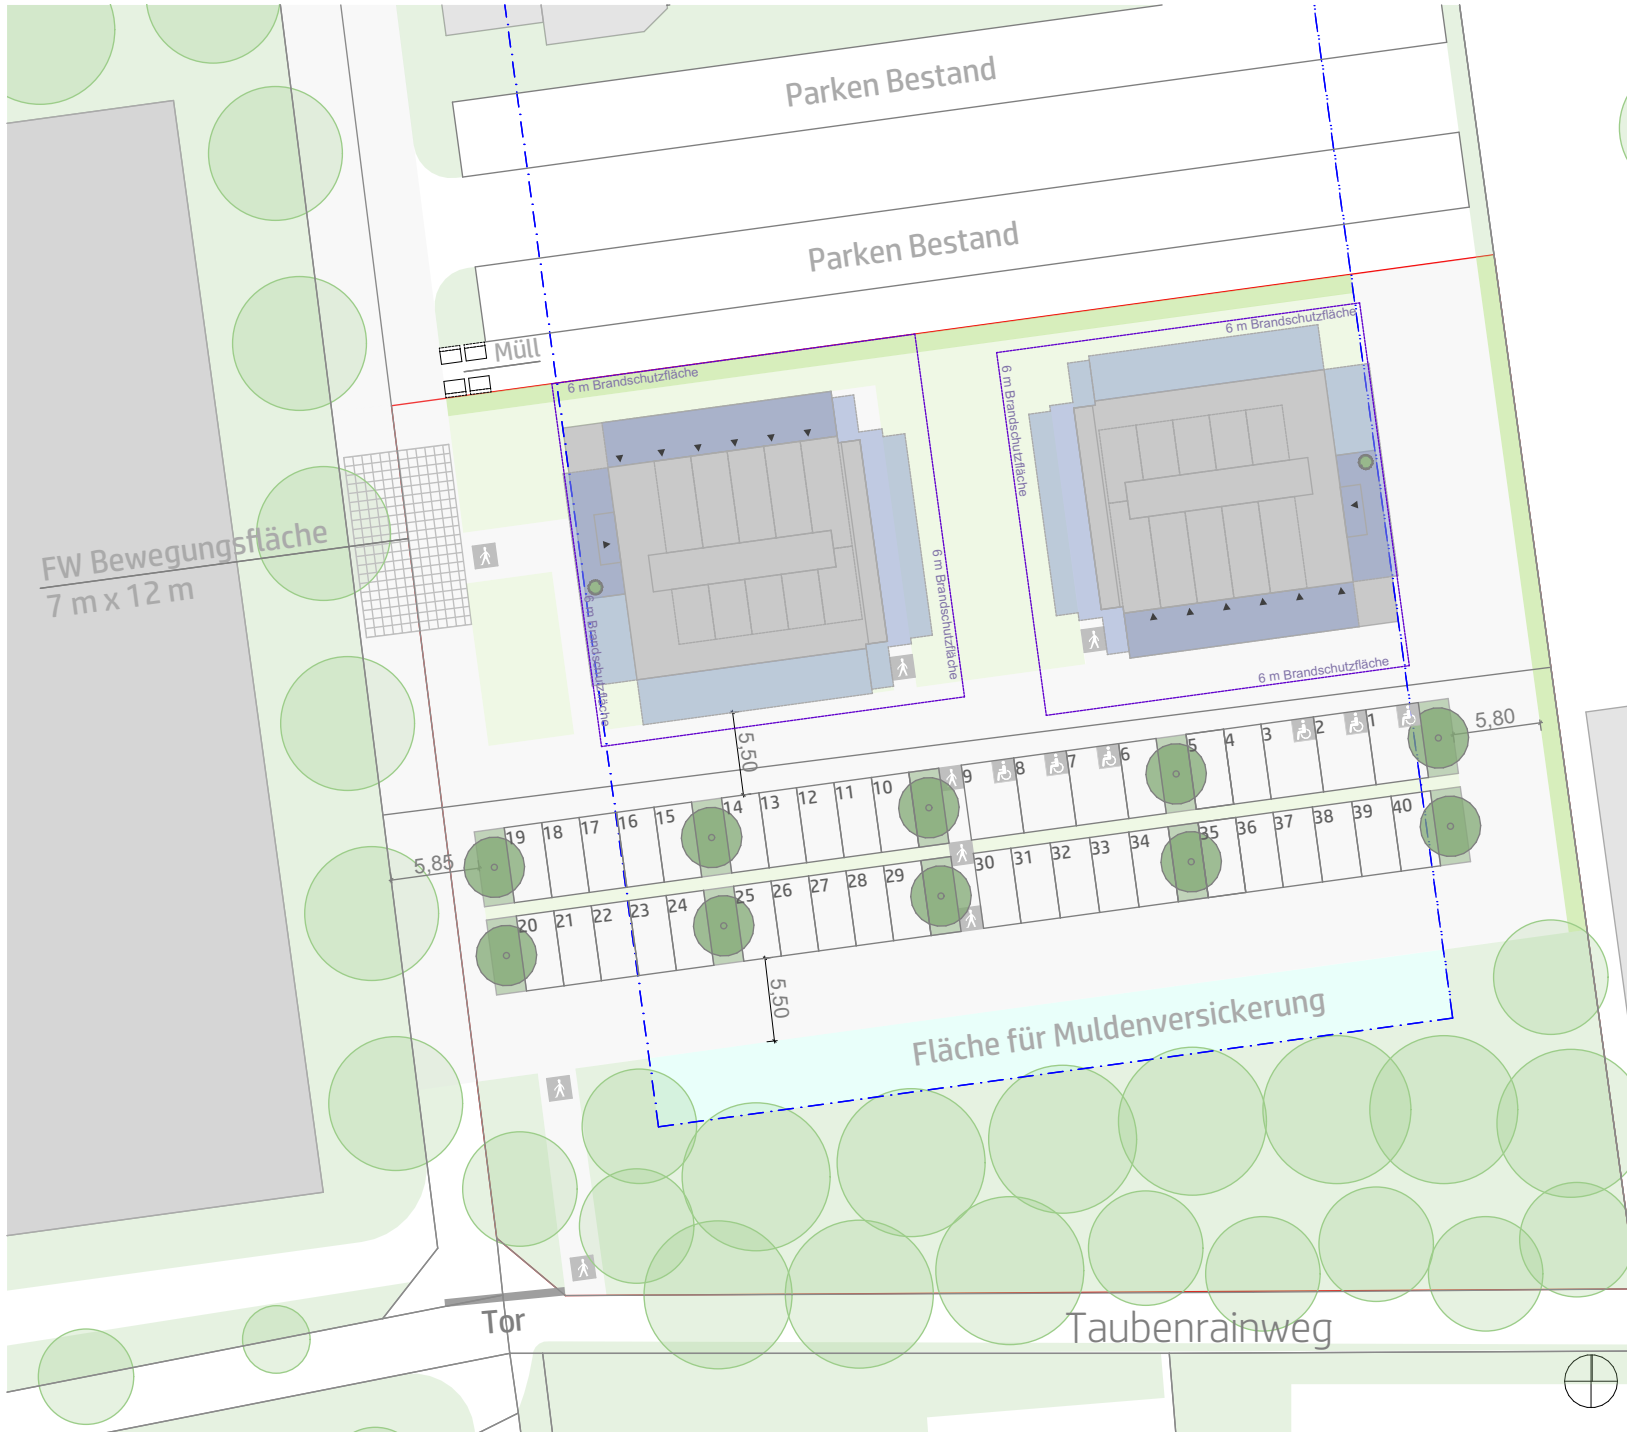 Parken Bestand
Parken Bestand
Müll
6 m Brandschutzfläche
6 m Brandschutzfläche
6 m Brandschutzfläche
6 m Brandschutzfläche
6 m Brandschutzfläche
6 m Brandschutzfläche
6 m Brandschutzfläche
FW Bewegungsfläche
7 m x 12 m
5,50
5,80
19 18 17 16 15 14 13 12 11 10 9 8 7 6 5 4 3 2 1
5,85
20 21 22 23 24 25 26 27 28 29 30 31 32 33 34 35 36 37 38 39 40
5,50
Fläche für Muldenversickerung
Tor
Taubenrainweg